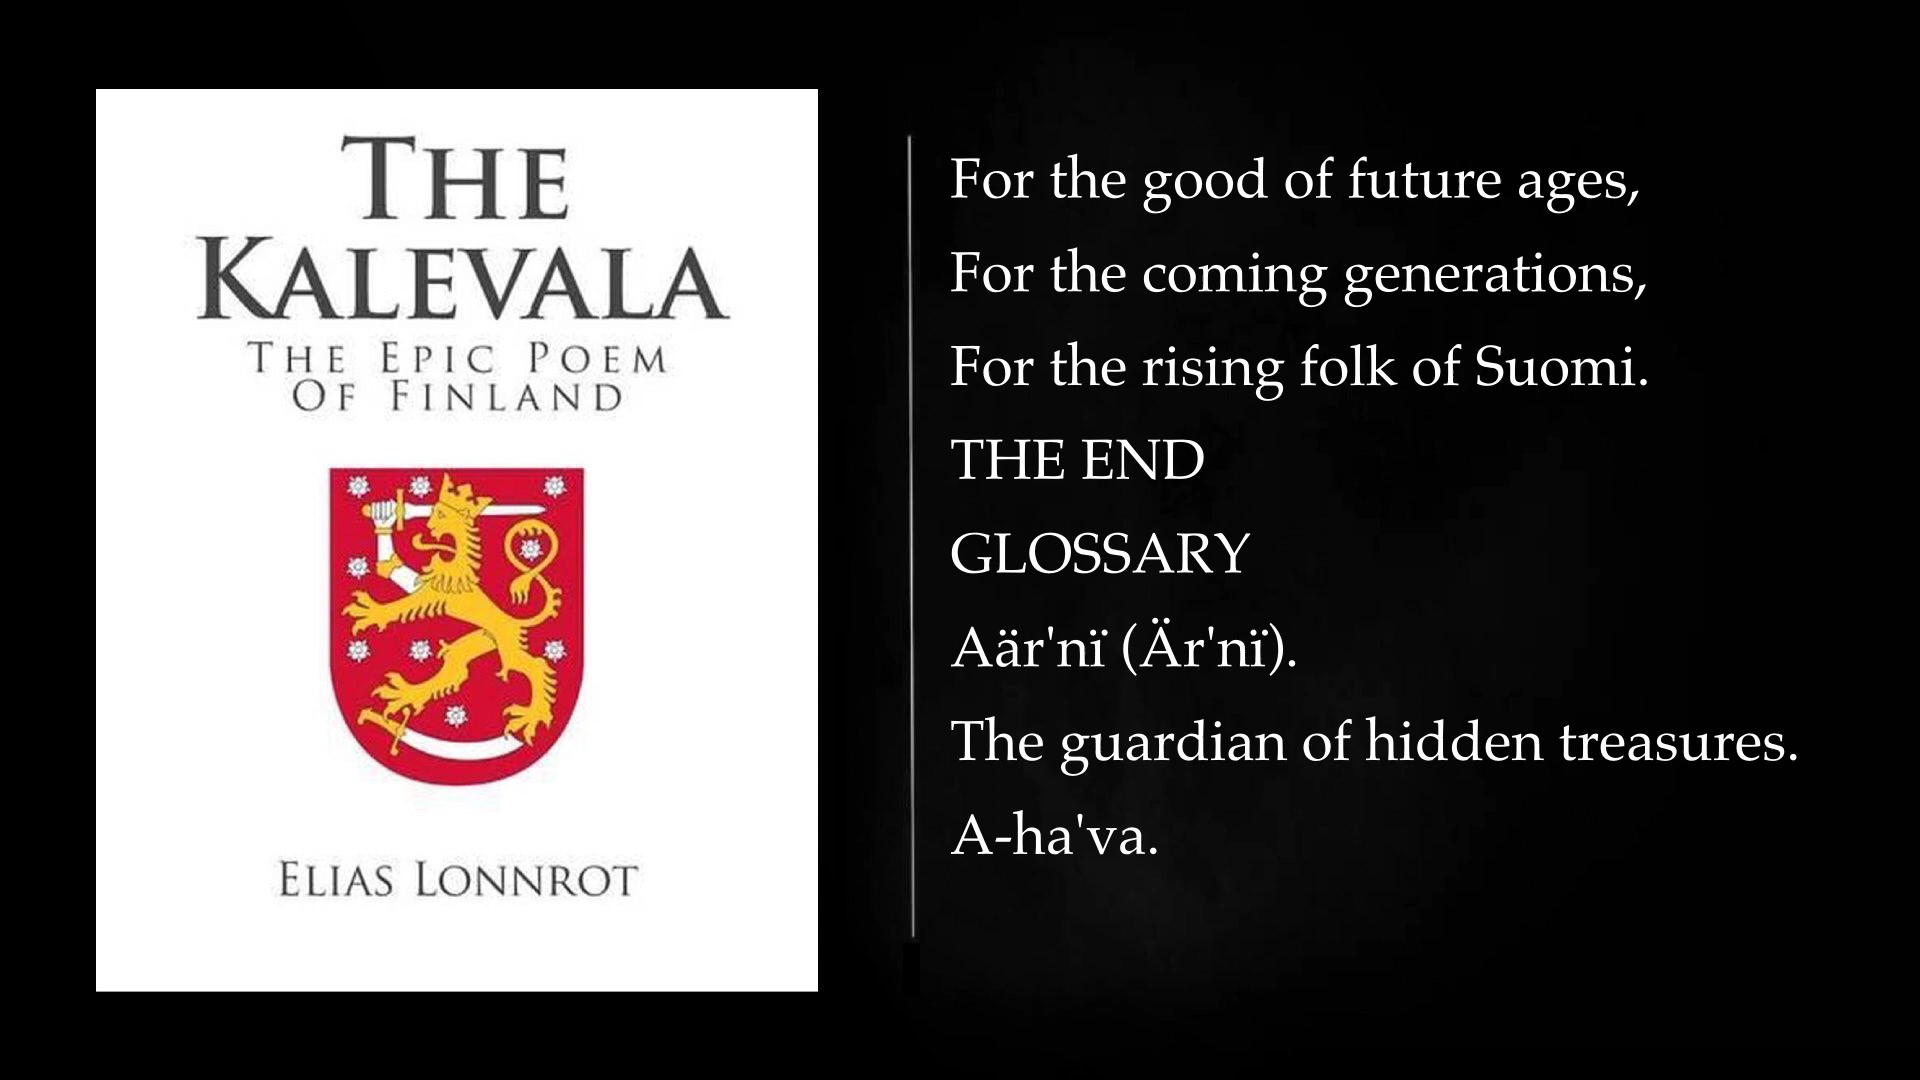 THE
KALEVALA
THE EPIC POEM
OF FINLAND
ELIAS LONNROT
For the good of future ages,
For the coming generations,
For the rising folk of Suomi.
THE END
GLOSSARY
Aär'nï (Är'nï).
The guardian of hidden treasures.
A-ha'va.